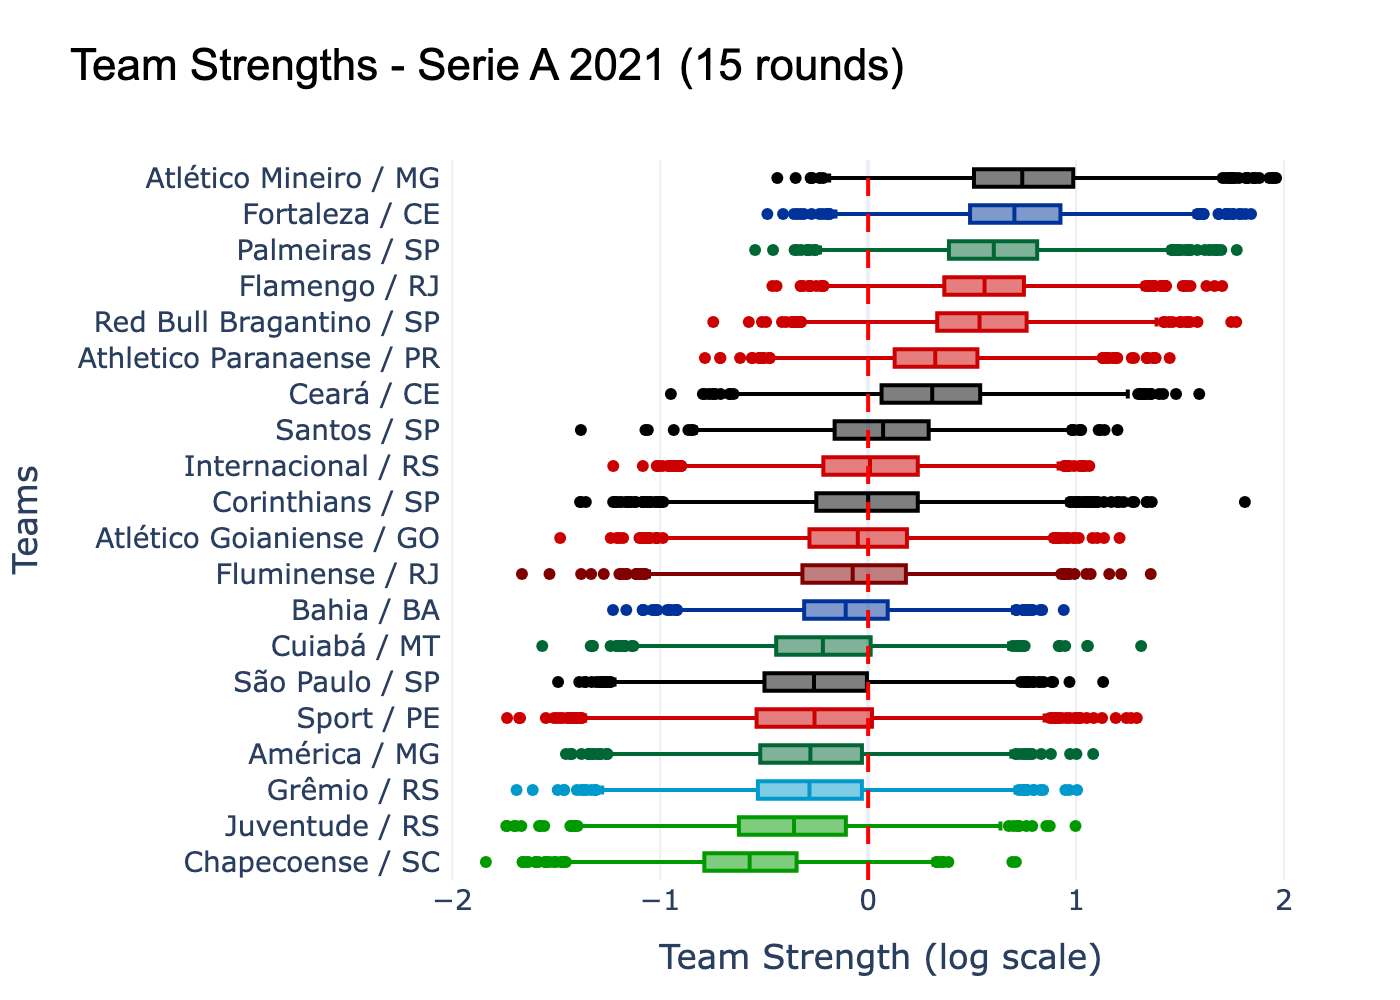 Team Strengths - Serie A 2021 (15 rounds)
Atlético Mineiro / MG
Fortaleza / CE
Palmeiras / SP
Flamengo / RJ
Red Bull Bragantino / SP
Athletico Paranaense / PR
Ceará / CE
Santos / SP
Internacional / RS
Corinthians / SP
Atlético Goianiense / GO
Fluminense / RJ
Bahia / BA
Cuiabá / MT
São Paulo / SP
Sport / PE
América / MG
Grêmio / RS
Juventude / RS
Chapecoense / SC
Teams
−2 −1 0 1 2
Team Strength (log scale)